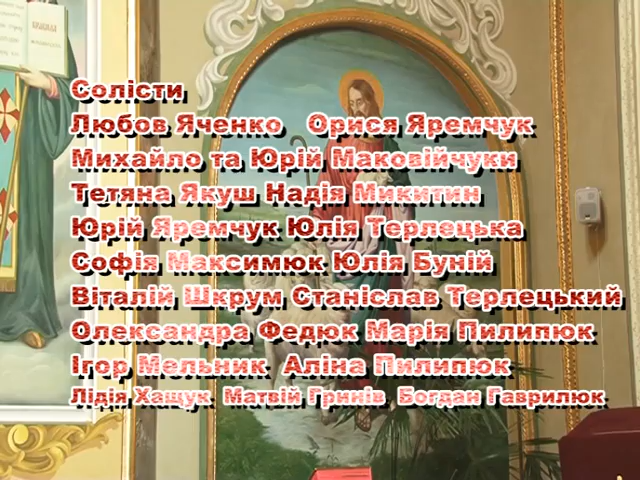 Солісти
Любов Яченко Орися Яремчук
Михайло та Юрій Маковійчуки
Тетяна Якуш Надія Микитин
Юрій Яремчук Юлія Терлецька
Софія Максимюк Юлія Буній
Віталій Шкрум Станіслав Терлецький
Олександра Федюк Марія Пилипюк
Ігор Мельник Аліна Пилипюк
Лідія Хащук Матвій Гринів Богдан Гаврилюк